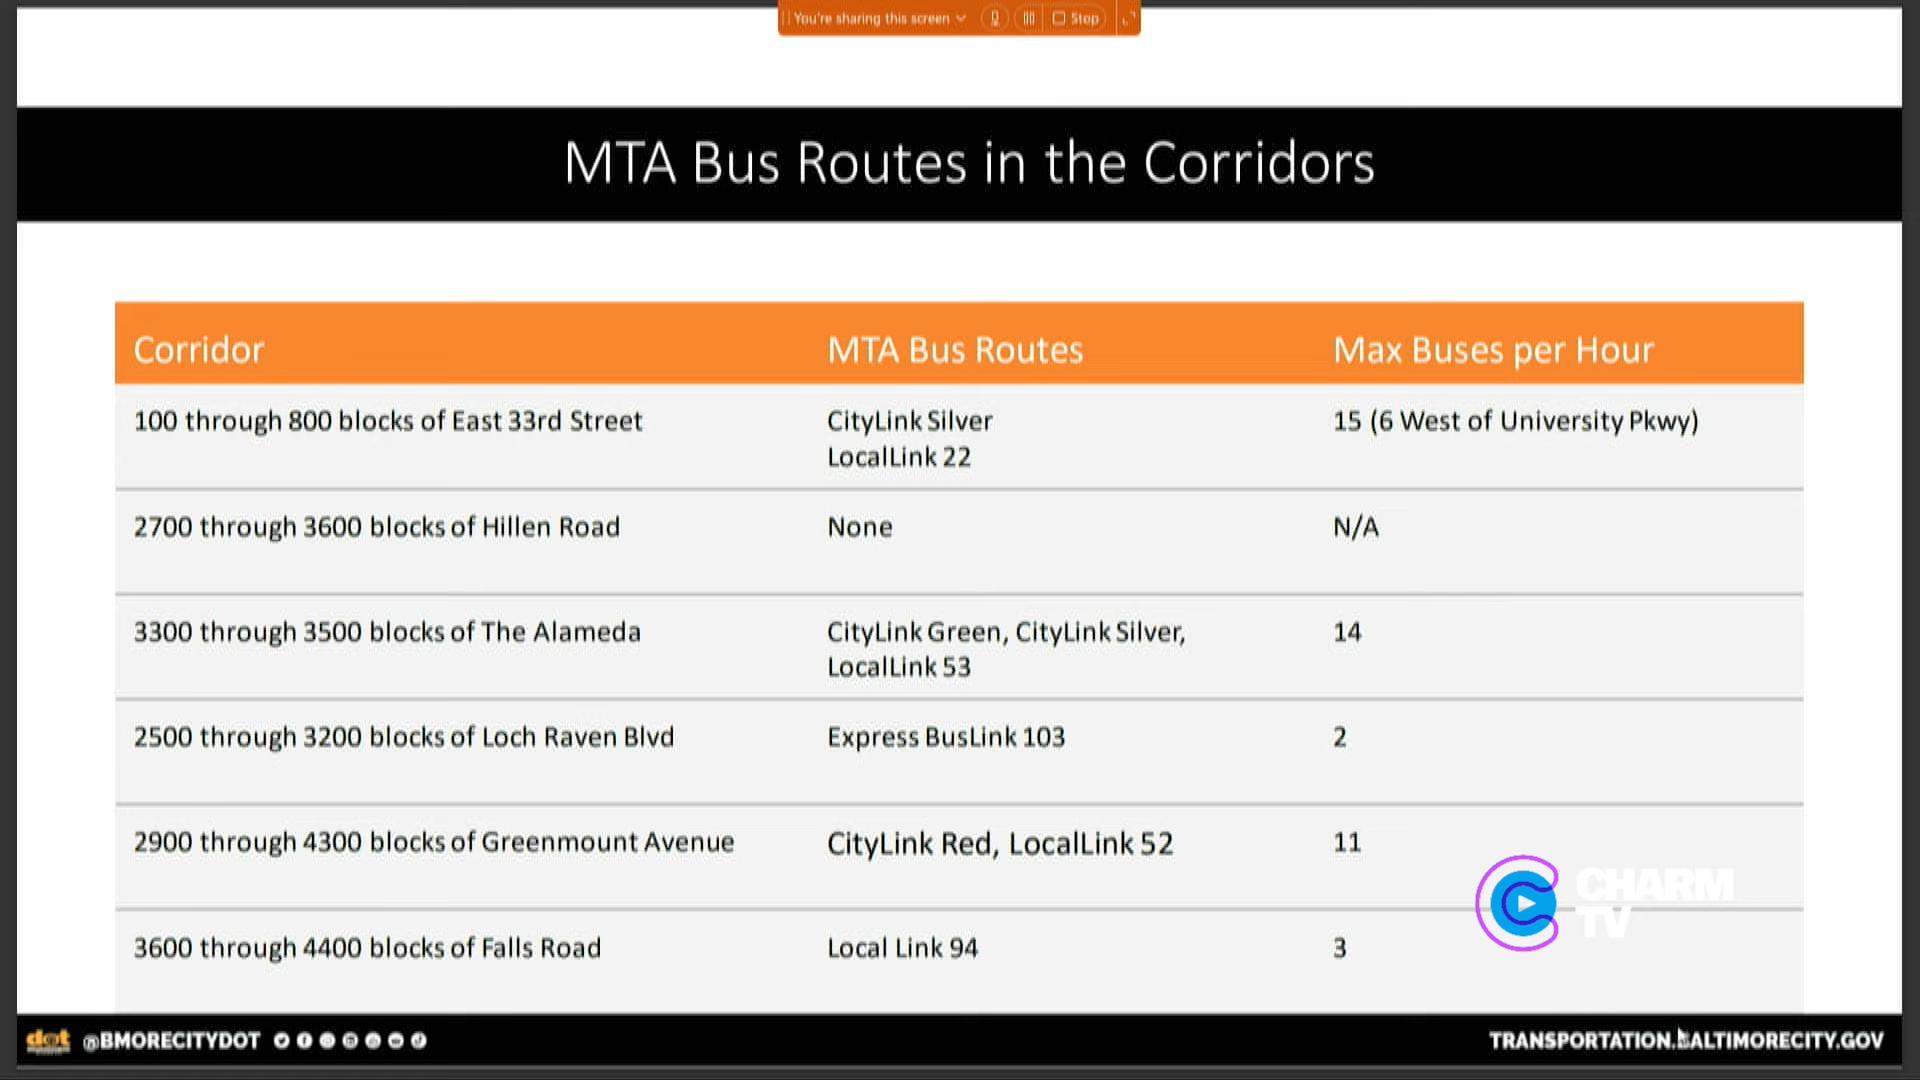 You're sharing this screen
Stop
MTA Bus Routes in the Corridors
Corridor MTA Bus Routes Max Buses per Hour
100 through 800 blocks of East 33rd Street CityLink Silver 15 (6 West of University Pkwy)
LocalLink 22
2700 through 3600 blocks of Hillen Road None N/A
3300 through 3500 blocks of The Alameda CityLink Green, CityLink Silver, 14
LocalLink 53
2500 through 3200 blocks of Loch Raven Blvd Express BusLink 103 2
2900 through 4300 blocks of Greenmount Avenue CityLink Red, LocalLink 52 11
CHARM
TV
3600 through 4400 blocks of Falls Road Local Link 94 3
dot @BMORECITYDOT TRANSPORTATION.BALTIMORECITY.GOV